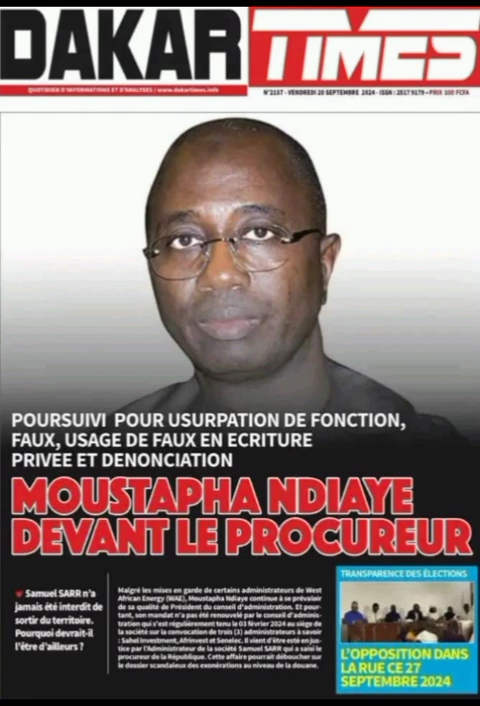 DAKAR TIMES
QUOTIDIEN D'INFORMATIONS ET D'ANALYSES / www.dakartimes.info
N°2157 - VENDREDI 20 SEPTEMBRE 2024 - ISGN : 2517 9179 - PRIX 100 FCFA
POURSUIVI POUR USURPATION DE FONCTION,
FAUX, USAGE DE FAUX EN ECRITURE
PRIVEE ET DENONCIATION
MOUSTAPHA NDIAYE
DEVANT LE PROCUREUR
Samuel SARR n'a
jamais été interdit de
sortir du territoire.
Pourquoi devrait-il
l'être d'ailleurs ?
Malgré les mises en garde de certains administrateurs de West
African Energy (WAE), Moustapha Ndiaye continue à se prévaloir
de sa qualité de Président du conseil d'administration. Et pour-
tant, son mandat n'a pas été renouvelé par le conseil d'adminis-
tration qui s'est régulièrement tenu le 03 février 2024 au siège de
la société sur la convocation de trois (3) administrateurs à savoir
: Sahel Investment, Afrinvest et Senelec. Il vient d'être esté en jus-
tice par l'Administrateur de la société Samuel SARR qui a saisi le
procureur de la République. Cette affaire pourrait déboucher sur
le dossier scandaleux des exonérations au niveau de la douane.
TRANSPARENCE DES ÉLECTIONS
L'OPPOSITION DANS
LA RUE CE 27
SEPTEMBRE 2024